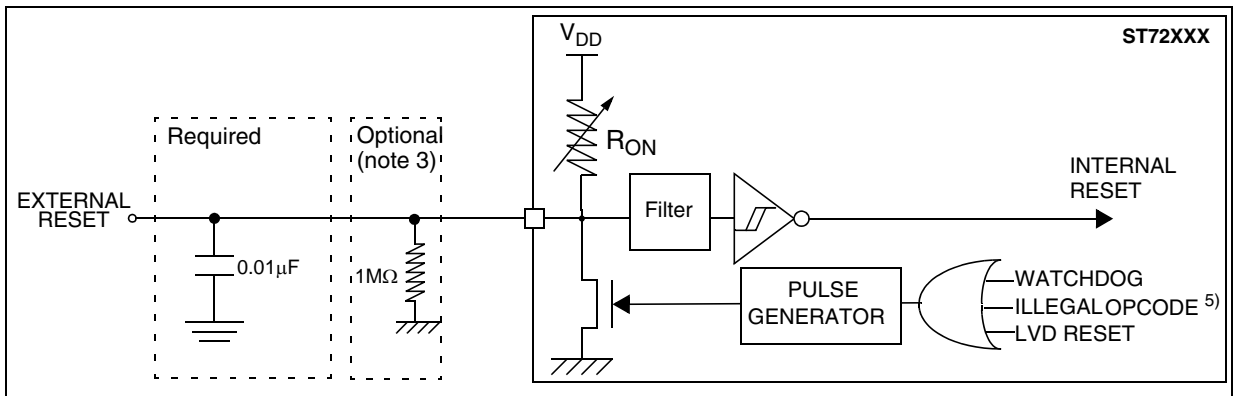 ST72XXX
VDD
Required
Optional
(note 3)
RON
EXTERNAL
RESET
Filter
INTERNAL
RESET
0.01μF
1MΩ
PULSE
GENERATOR
WATCHDOG
ILLEGAL OPCODE 5)
LVD RESET